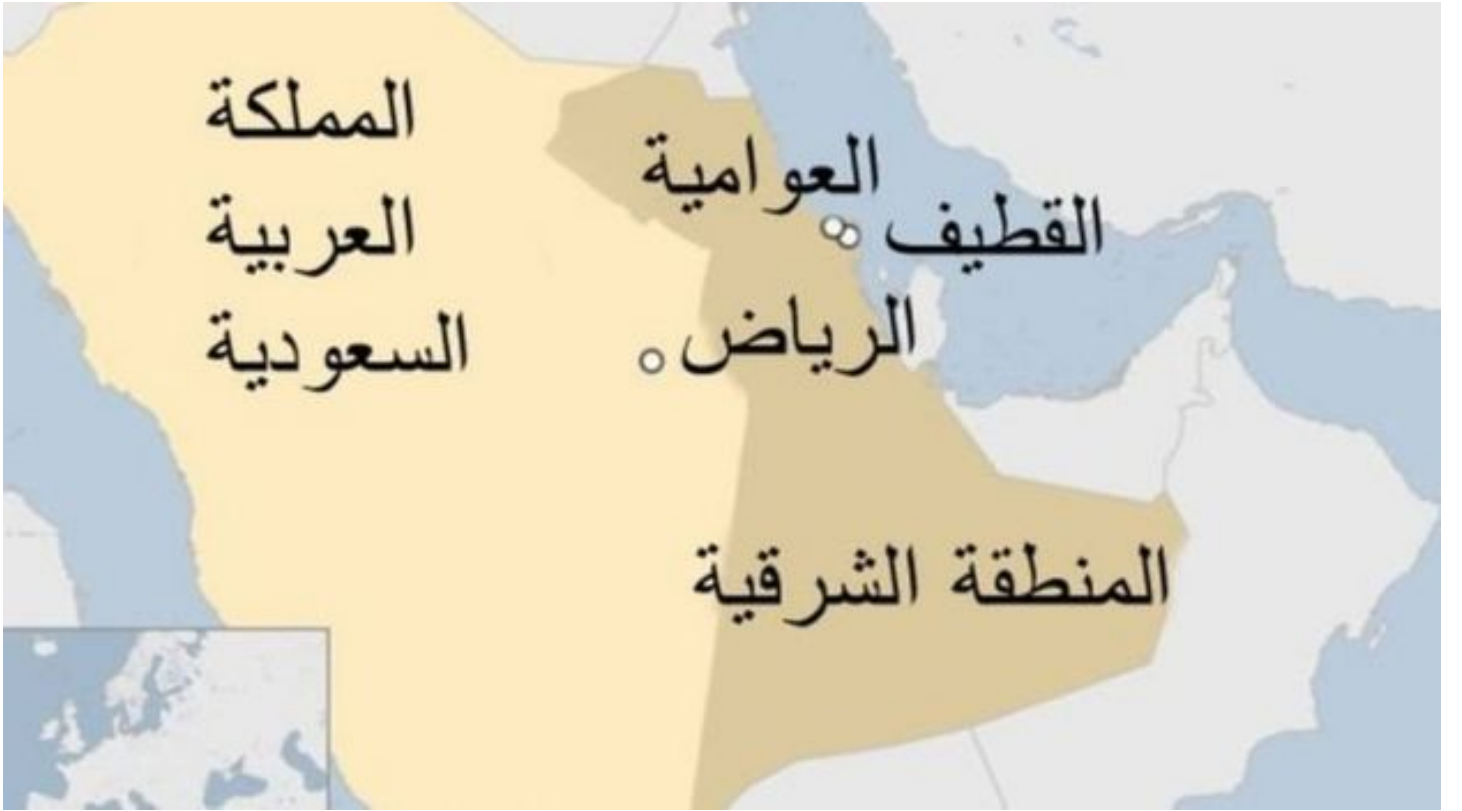 المملكة
العربية
السعودية
العوامية
القطيف
الرياض
المنطقة الشرقية